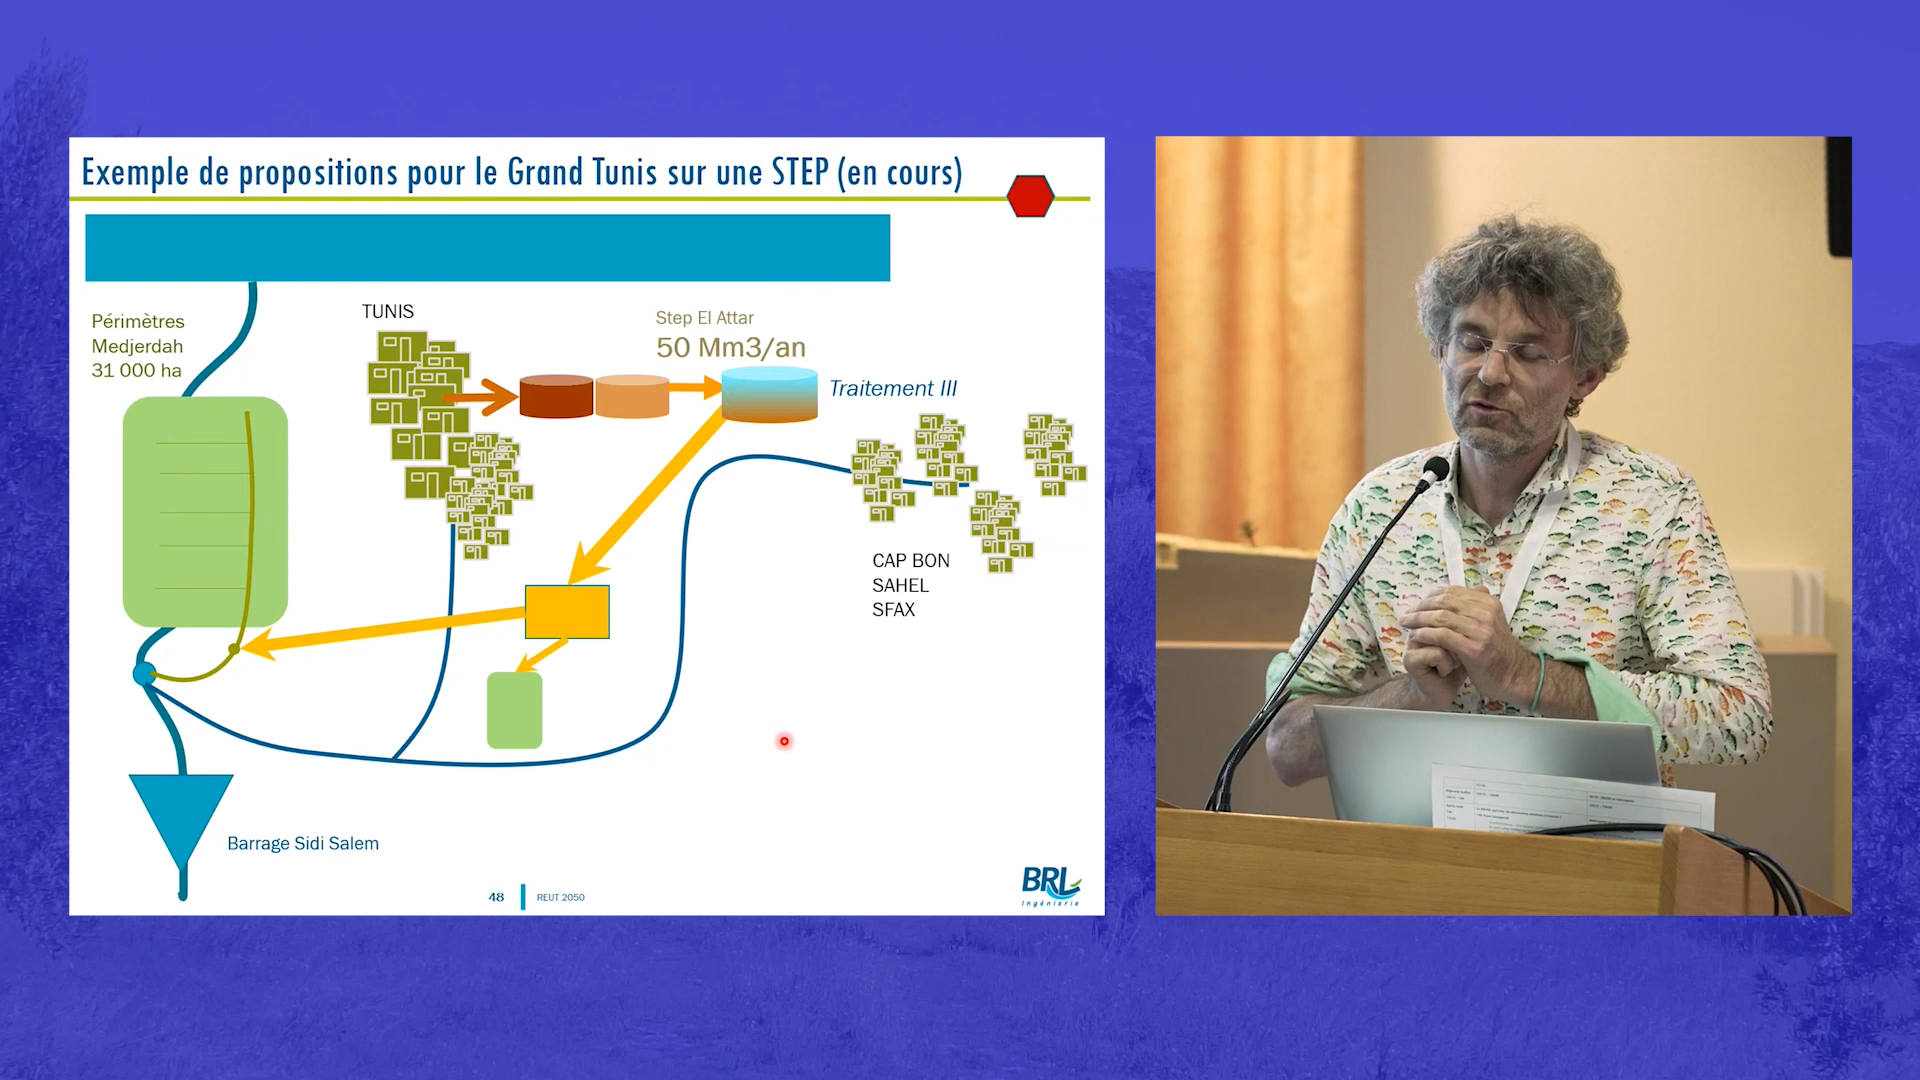 Exemple de propositions pour le Grand Tunis sur une STEP (en cours)
Périmètres
Medjerdah
31 000 ha
TUNIS
Step El Attar
50 Mm3/an
Traitement III
CAP BON
SAHEL
SFAX
Barrage Sidi Salem
48
REUT 2050
BRL
Ingénierie